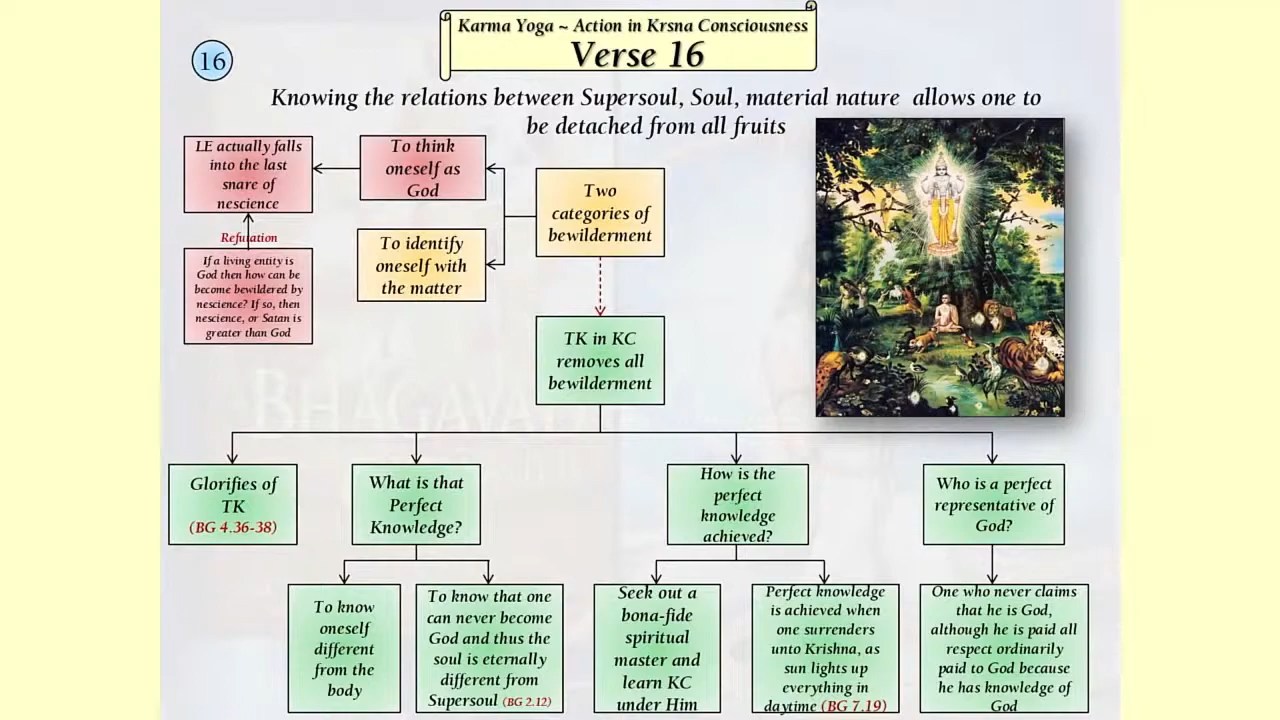 Karma Yoga ~ Action in Krsna Consciousness
Verse 16
16
Knowing the relations between Supersoul, Soul, material nature allows one to
be detached from all fruits
LE actually falls
into the last
snare of
nescience
To think
oneself as
God
Two
categories of
bewilderment
To identify
oneself with
the matter
Refutation
If a living entity is
God then how can be
become bewildered by
nescience? If so, then
nescience, or Satan is
greater than God
TK in KC
removes all
bewilderment
BHAGAVA
Glorifies of
TK
(BG 4.36-38)
What is that
Perfect
Knowledge?
How is the
perfect
knowledge
achieved?
Who is a perfect
representative of
God?
To know
oneself
different
from the
body
To know that one
can never become
God and thus the
soul is eternally
different from
Supersoul (BG 2.12)
Seek out a
bona-fide
spiritual
master and
learn KC
under Him
Perfect knowledge
is achieved when
one surrenders
unto Krishna, as
sun lights up
everything in
daytime (BG 7.19)
One who never claims
that he is God,
although he is paid all
respect ordinarily
paid to God because
he has knowledge of
God